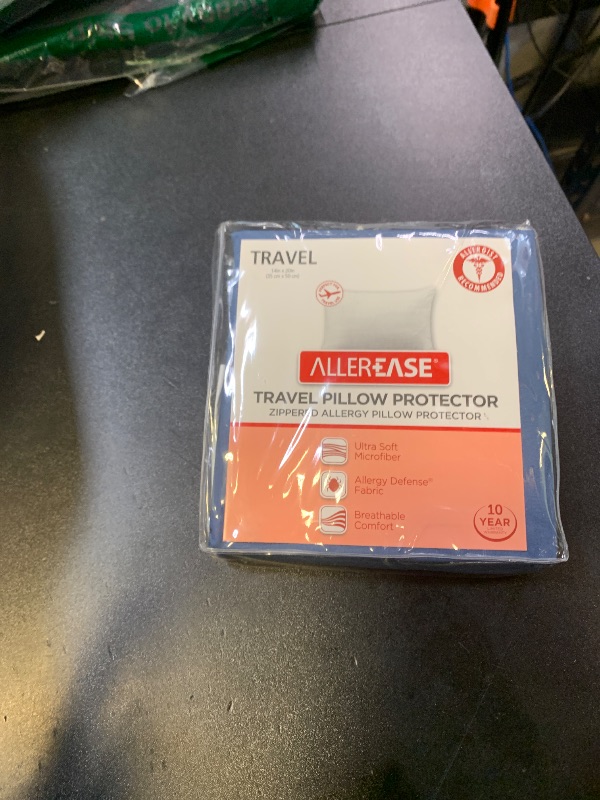 TRAVEL
ALLERGIST
RECOMMENDED
ALLEREASE®
TRAVEL PILLOW PROTECTOR
ZIPPERED ALLERGY PILLOW PROTECTOR
Ultra Soft
Microfiber
Allergy Defense®
Fabric
Breathable
Comfort
10
YEAR